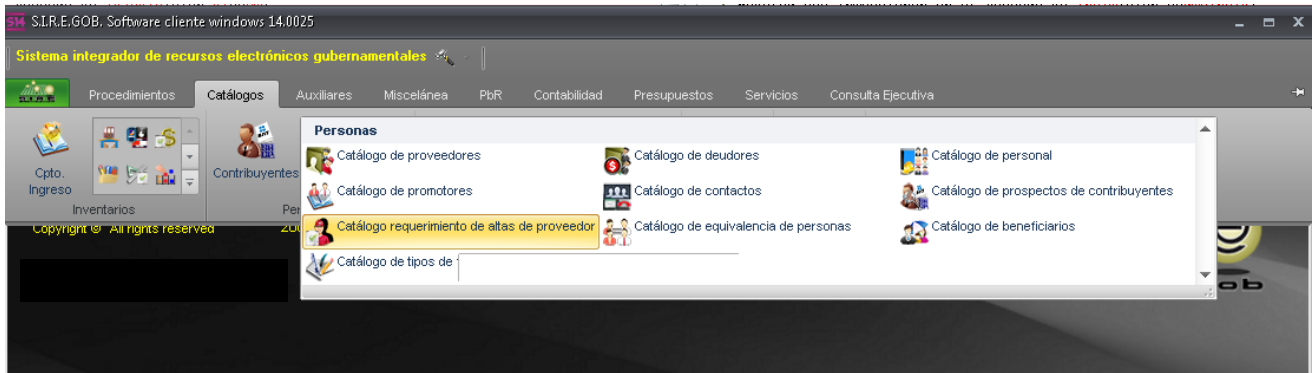 S.I.R.E.GOB. Software cliente windows 14.0025
Sistema integrador de recursos electrónicos gubernamentales
Procedimientos Catálogos Auxiliares Miscelánea PbR Contabilidad Presupuestos Servicios Consulta Ejecutiva
Cpto.
Ingreso
Inventarios
Contribuyentes
Per
Personas
Catálogo de proveedores Catálogo de deudores Catálogo de personal
Catálogo de promotores Catálogo de contactos Catálogo de prospectos de contribuyentes
Catálogo requerimiento de altas de proveedor Catálogo de equivalencia de personas Catálogo de beneficiarios
Catálogo de tipos de
Copyright © All rights reserved 200
ob